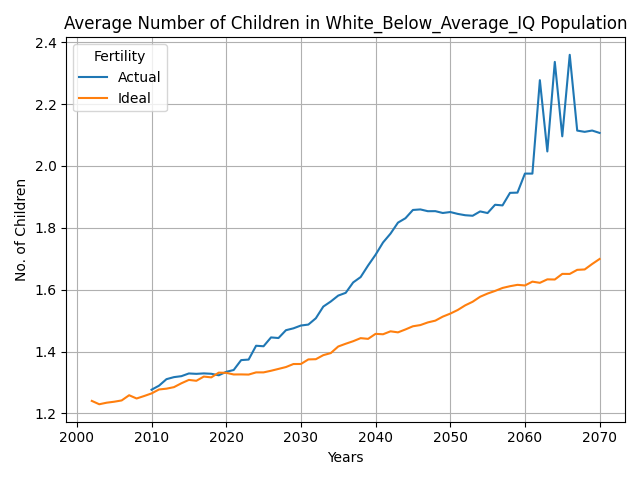 Average Number of Children in White_Below_Average_IQ Population
Fertility
Actual
Ideal
No. of Children
2.4
2.2
2.0
1.8
1.6
1.4
1.2
2000 2010 2020 2030 2040 2050 2060 2070
Years